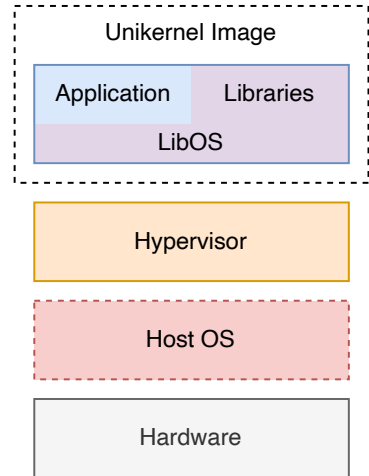 Unikernel Image
Application Libraries
LibOS
Hypervisor
Host OS
Hardware